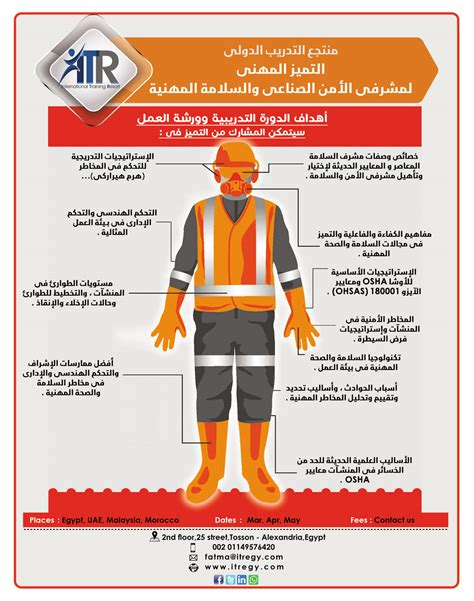 ITR
International Training Resort
منتجع التدريب الدولى
التميز المهنى
لمشرفى الأمن الصناعى والسلامة المهنية
أهداف الدورة التدريبية وورشة العمل
سيتمكن المشارك من التميز في :
خصائص وصفات مشرف السلامة
المعاصر و المعايير الحديثة لإختيار
وتأهيل مشرفى الأمن والسلامة .
مفاهيم الكفاءة والفاعلية والتميز
فى مجالات السلامة والصحة
المهنية .
الإستراتيجيات الأساسية
للأوشا OSHA ومعايير
الآيزو 180001 (OHSAS) .
المخاطر الأمنية فى
المنشآت وإستراتيجيات
فرض السيطرة .
تكنولوجيا السلامة والصحة
المهنية فى بيئة العمل .
أسباب الحوادث ، وأساليب تحديد
وتقييم وتحليل المخاطر المهنية .
الأساليب العلمية الحديثة للحد من
الخسائر فى المنشآت معايير
OSHA .
الإستراتيجيات التدريجية
للتحكم فى المخاطر
(هرم هيراركى)...
التحكم الهندسى والتحكم
الإدارى فى بيئة العمل
المثالية .
مستويات الطوارئ فى
المنشآت ، والتخطيط للطوارئ
وحالات الإخلاء والإنقاذ .
أفضل ممارسات الإشراف
والتحكم الهندسى والإدارى
فى مخاطر السلامة
والصحة المهنية .
Places : Egypt, UAE, Malaysia, Morocco Dates : Mar, Apr, May Fees : Contact us
2nd floor,25 street,Tosson - Alexandria,Egypt
002 01149576420
fatma@itregy.com
www.itregy.com